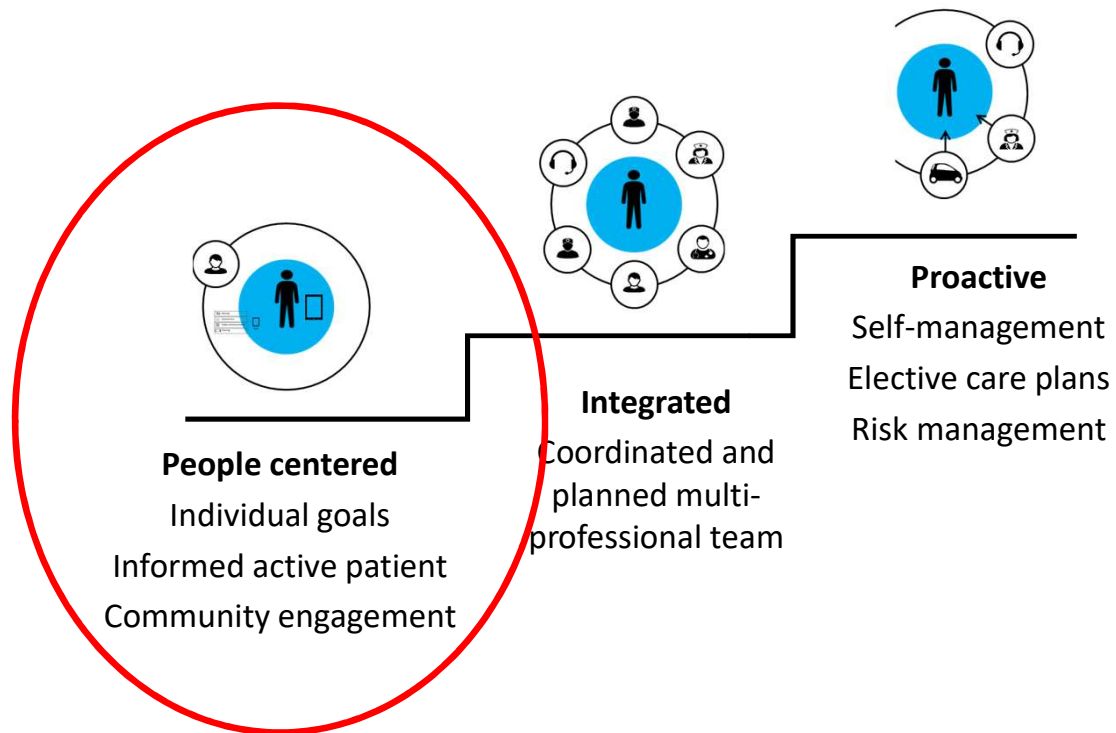 People centered
Individual goals
Informed active patient
Community engagement
Integrated
Coordinated and
planned multi-
professional team
Proactive
Self-management
Elective care plans
Risk management